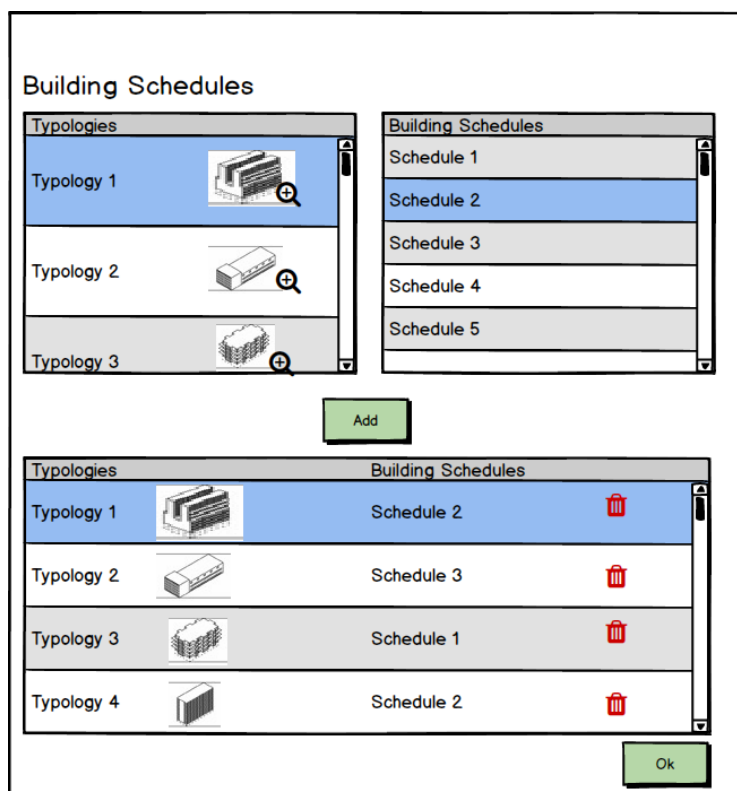 Building Schedules
Typologies
Typology 1
Typology 2
Typology 3
Building Schedules
Schedule 1
Schedule 2
Schedule 3
Schedule 4
Schedule 5
Add
Typologies Building Schedules
Typology 1 Schedule 2
Typology 2 Schedule 3
Typology 3 Schedule 1
Typology 4 Schedule 2
Ok